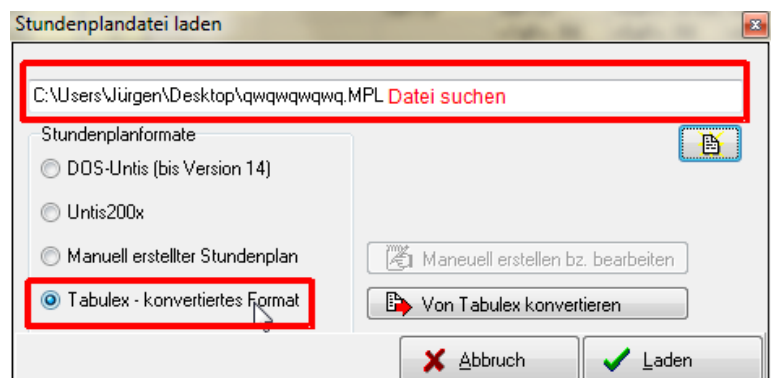 Stundenplandatei laden
C:\Users\Jürgen\Desktop\qwqwqwqwq.MPL Datei suchen
Stundenplanformate
DOS-Untis (bis Version 14)
Untis200x
Manuell erstellter Stundenplan
Maneuell erstellen bz. bearbeiten
Tabulex - konvertiertes Format
Von Tabulex konvertieren
Abbruch
Laden